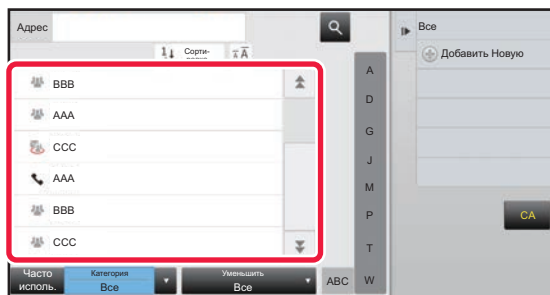 Адрес
Сорти-
Все
Добавить Новую
BBB
AAA
CCC
AAA
BBB
CCC
A
D
G
J
M
P
T
W
CA
Часто
исполь.
Категория
Все
Уменьшить
Все
ABC